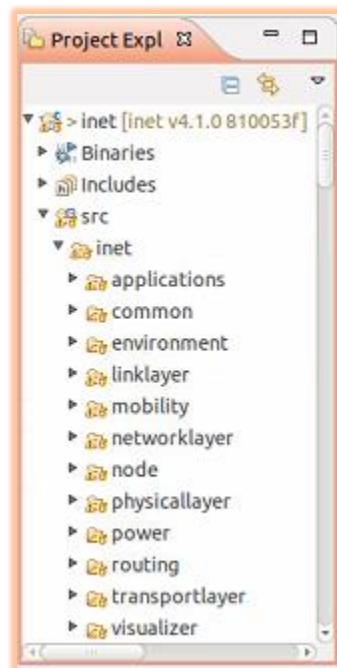 Project Expl
> inet [inet v4.1.0 810053f]
Binaries
Includes
src
inet
applications
common
environment
linklayer
mobility
networklayer
node
physicallayer
power
routing
transportlayer
visualizer